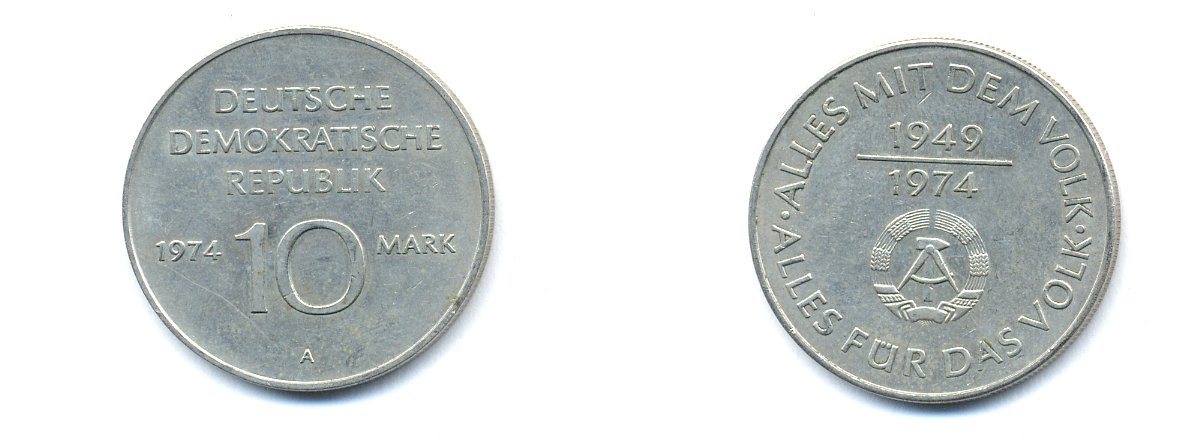 DEUTSCHE
DEMOKRATISCHE
REPUBLIK
1974 10 MARK
A
ALLES MIT DEM VOLK · ALLES FÜR DAS VOLK ·
1949
1974